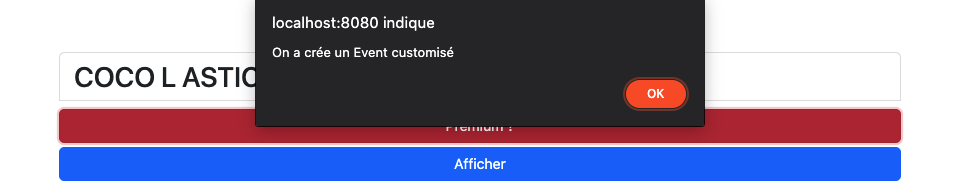 localhost:8080 indique
On a crée un Event customisé
OK
COCO L ASTIC
Premium ?
Afficher